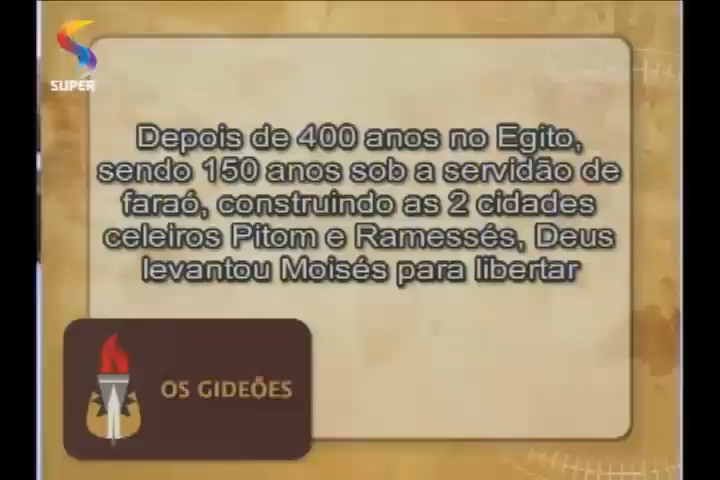 SUPER
Depois de 400 anos no Egito,
sendo 150 anos sob a servidão de
faraó, construindo as 2 cidades
celeiros Pitom e Ramessés, Deus
levantou Moisés para libertar
OS GIDEÕES